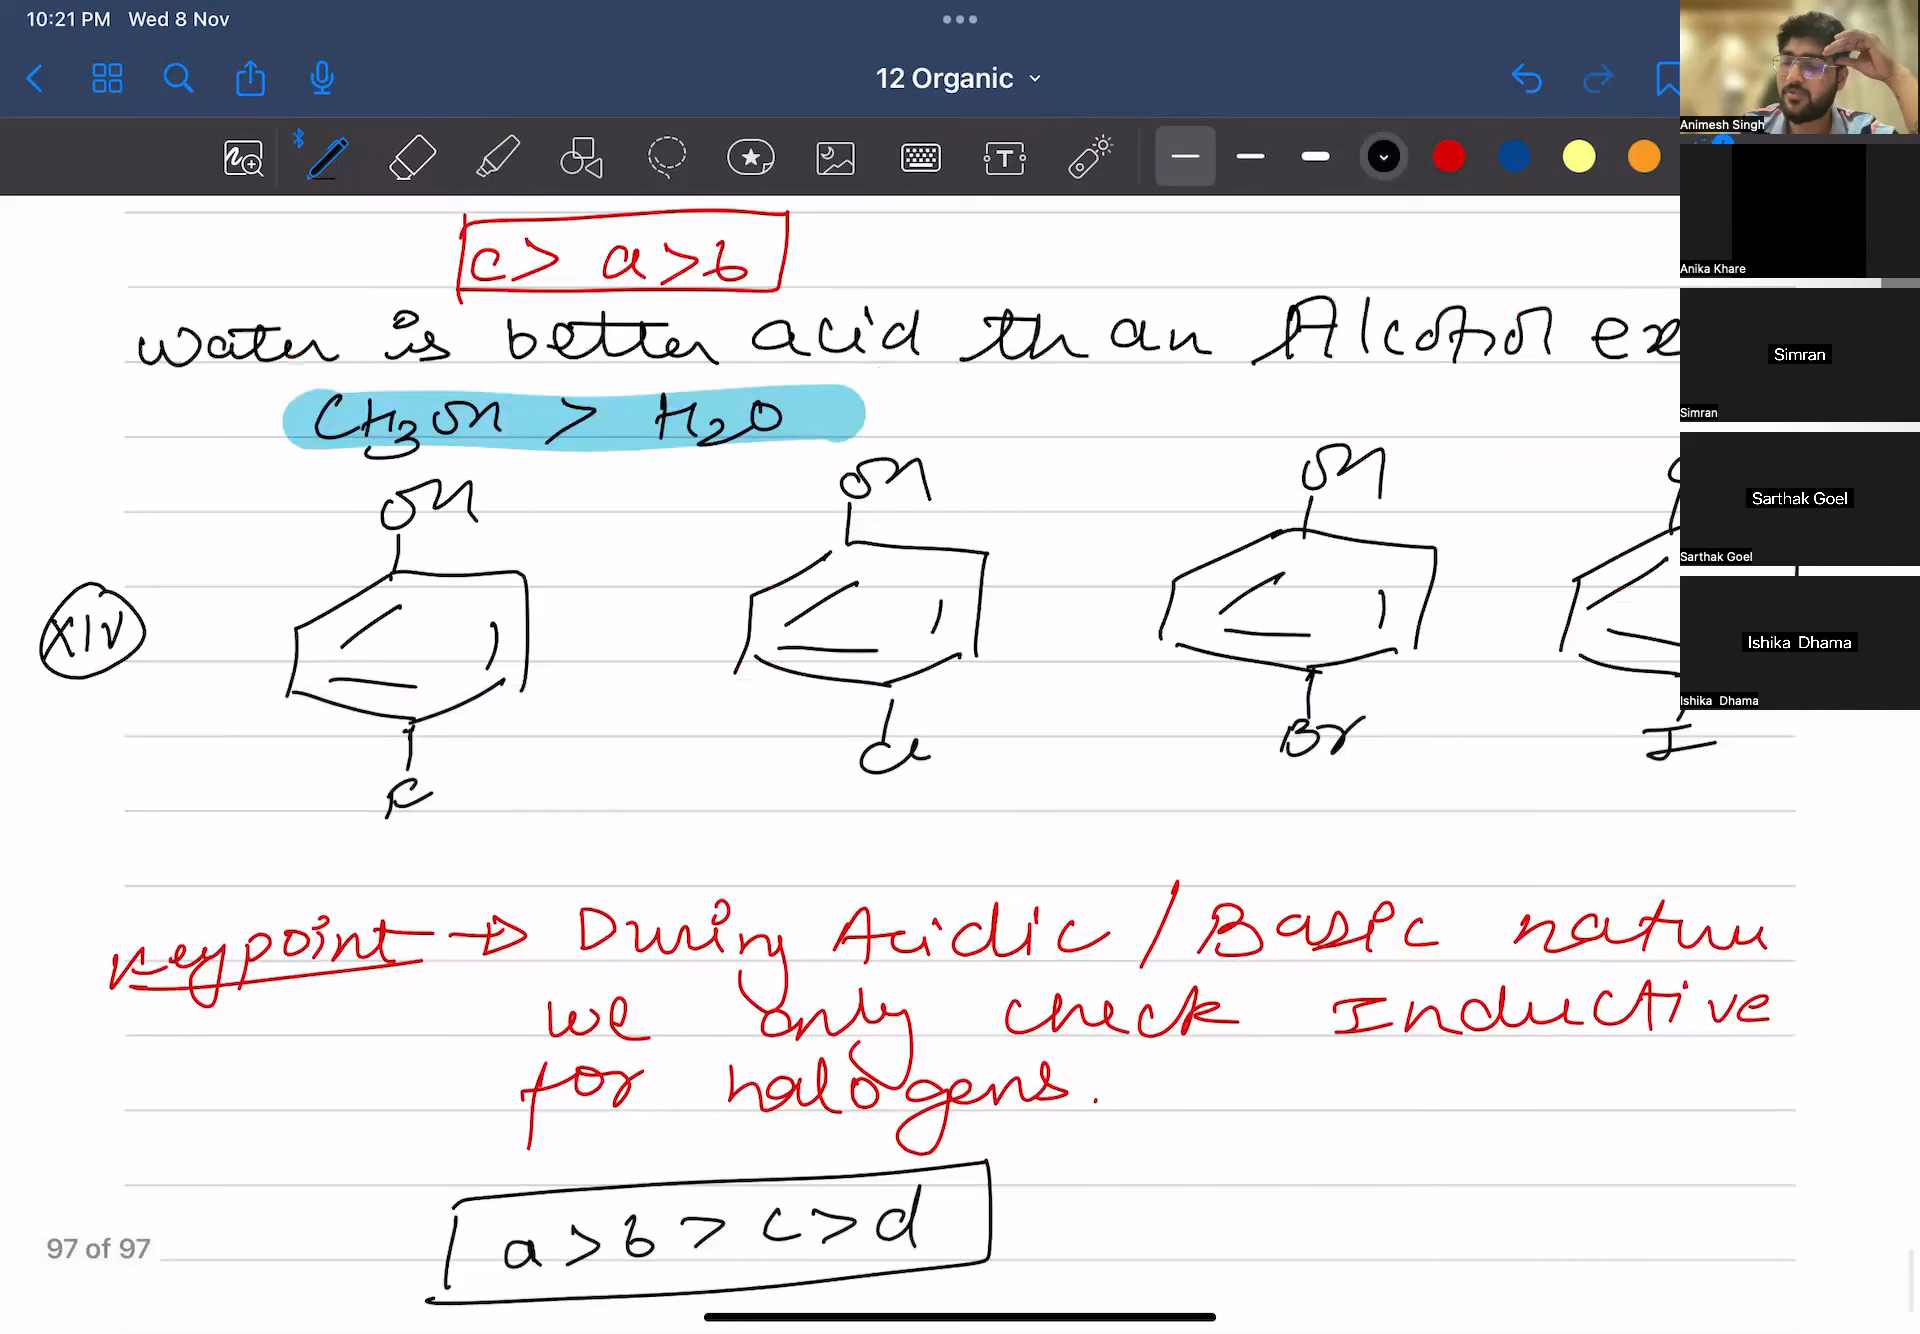 10:21 PM Wed 8 Nov
12 Organic
Animesh Singh
Anika Khare
Simran
Simran
Sarthak Goel
Sarthak Goel
Ishika Dhama
Ishika Dhama
c > a > b
water is better acid than Alcohol ex
CH3OH > H2O
OH OH OH
XIV
F Cl Br I
Keypoint → During Acidic / Basic nature
we only check Inductive
for halogens.
a > b > c > d
97 of 97